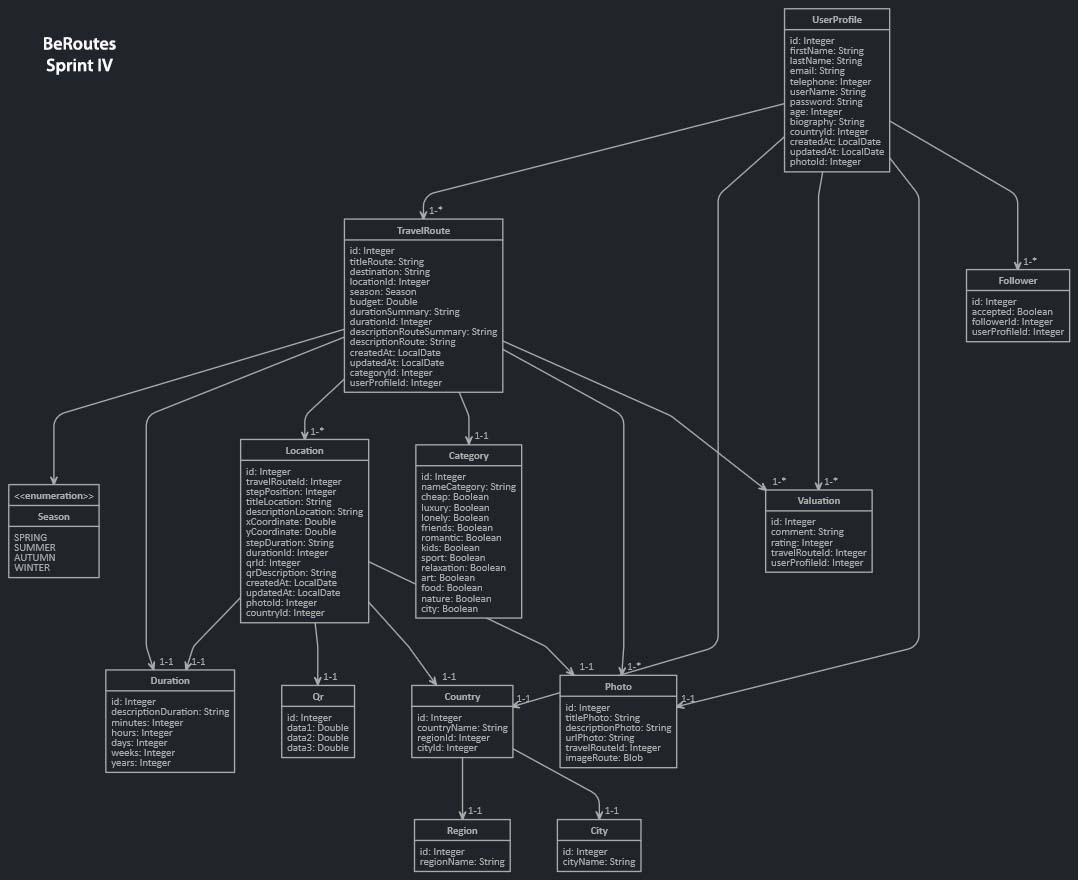 BeRoutes
Sprint IV
UserProfile
id: Integer
firstName: String
lastName: String
email: String
telephone: Integer
userName: String
password: String
age: Integer
biography: String
countryId: Integer
createdAt: LocalDate
updatedAt: LocalDate
photoId: Integer
1-*
TravelRoute
id: Integer
titleRoute: String
destination: String
locationId: Integer
season: Season
budget: Double
durationSummary: String
durationId: Integer
descriptionRouteSummary: String
descriptionRoute: String
createdAt: LocalDate
updatedAt: LocalDate
categoryId: Integer
userProfileId: Integer
1-*
Follower
id: Integer
accepted: Boolean
followerId: Integer
userProfileId: Integer
<<enumeration>>
Season
SPRING
SUMMER
AUTUMN
WINTER
1-*
Location
id: Integer
travelRouteId: Integer
stepPosition: Integer
titleLocation: String
descriptionLocation: String
xCoordinate: Double
yCoordinate: Double
stepDuration: String
durationId: Integer
qrId: Integer
qrDescription: String
createdAt: LocalDate
updatedAt: LocalDate
photoId: Integer
countryId: Integer
1-1
Category
id: Integer
nameCategory: String
cheap: Boolean
luxury: Boolean
lonely: Boolean
friends: Boolean
romantic: Boolean
kids: Boolean
sport: Boolean
relaxation: Boolean
art: Boolean
food: Boolean
nature: Boolean
city: Boolean
1-* 1-*
Valuation
id: Integer
comment: String
rating: Integer
travelRouteId: Integer
userProfileId: Integer
1-1 1-1
Duration
id: Integer
descriptionDuration: String
minutes: Integer
hours: Integer
days: Integer
weeks: Integer
years: Integer
1-1
Qr
id: Integer
data1: Double
data2: Double
data3: Double
1-1
1-1
Country
id: Integer
countryName: String
regionId: Integer
cityId: Integer
1-1 1-*
1-1
Photo
id: Integer
titlePhoto: String
descriptionPhoto: String
urlPhoto: String
travelRouteId: Integer
imageRoute: Blob
1-1
Region
id: Integer
regionName: String
1-1
City
id: Integer
cityName: String